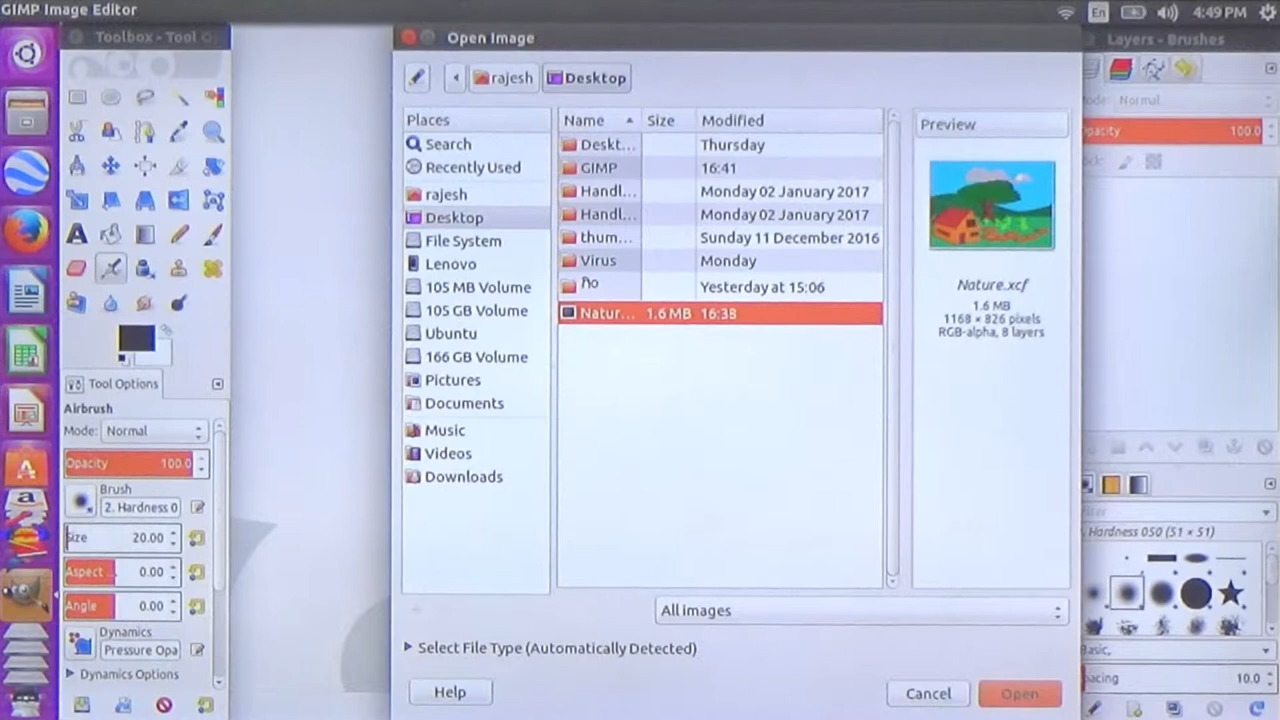 GIMP Image Editor
En
4:49 PM
Toolbox - Tool O
Open Image
Layers - Brushes
rajesh
Desktop
Places
Name
Size
Modified
Preview
Search
Deskt...
Thursday
Recently Used
GIMP
16:41
rajesh
Handl...
Monday 02 January 2017
Desktop
Handl...
Monday 02 January 2017
File System
thum...
Sunday 11 December 2016
Lenovo
Virus
Monday
105 MB Volume
Yesterday at 15:06
105 GB Volume
Natur...
1.6 MB
16:38
Ubuntu
166 GB Volume
Pictures
Documents
Music
Videos
Downloads
Nature.xcf
1.6 MB
1168 × 826 pixels
RGB-alpha, 8 layers
Mode: Normal
Opacity 100.0
Tool Options
Airbrush
Mode: Normal
Opacity 100.0
Brush
2. Hardness 0
Size 20.00
Aspect ... 0.00
Angle 0.00
Dynamics
Pressure Opa
Dynamics Options
All images
Select File Type (Automatically Detected)
Help
Cancel
Open
. Hardness 050 (51 × 51)
Basic,
pacing 10.0